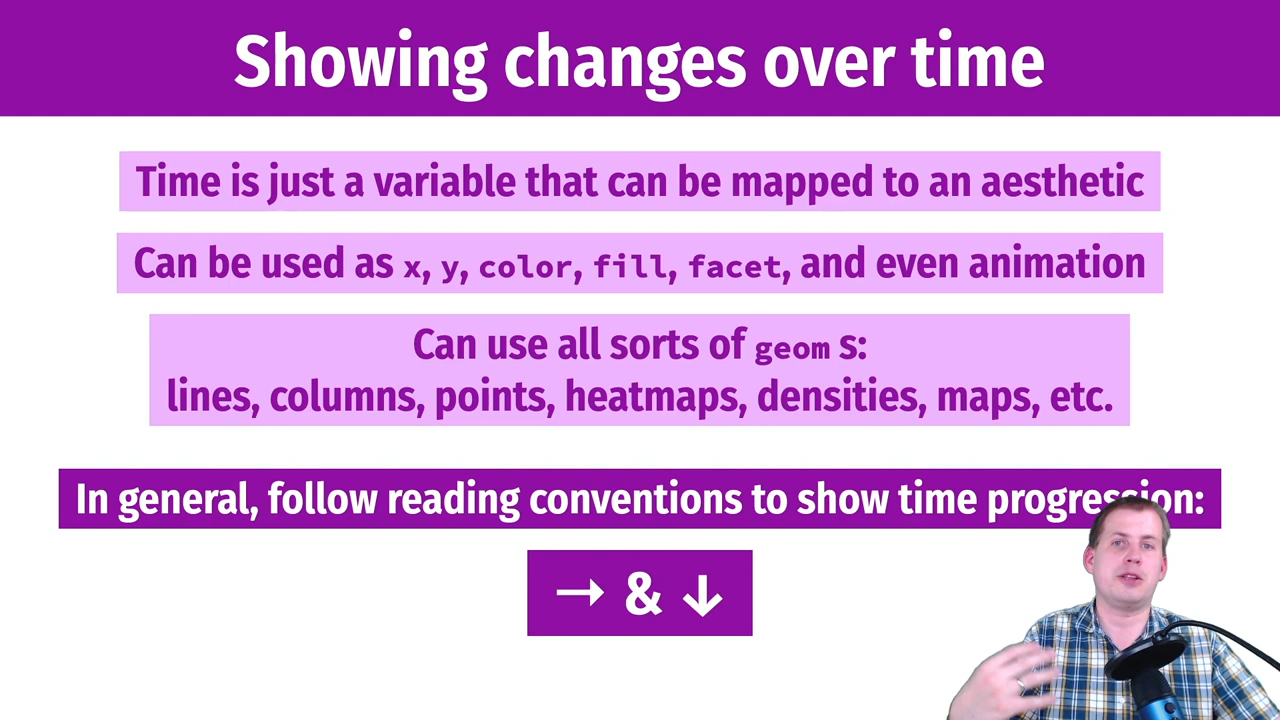 Showing changes over time
Time is just a variable that can be mapped to an aesthetic
Can be used as x, y, color, fill, facet, and even animation
Can use all sorts of geom s:
lines, columns, points, heatmaps, densities, maps, etc.
In general, follow reading conventions to show time progression:
→ & ↓